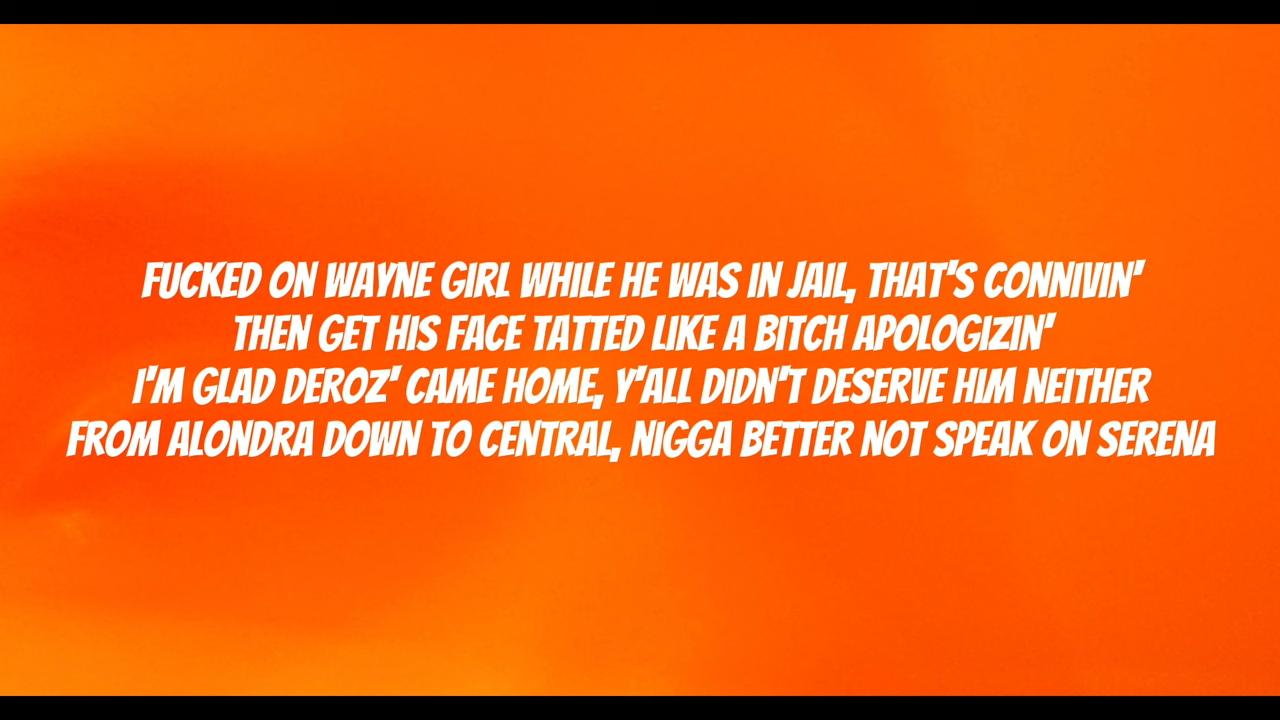 FUCKED ON WAYNE GIRL WHILE HE WAS IN JAIL, THAT'S CONNIVIN'
THEN GET HIS FACE TATTED LIKE A BITCH APOLOGIZIN'
I'M GLAD DEROZ' CAME HOME, Y'ALL DIDN'T DESERVE HIM NEITHER
FROM ALONDRA DOWN TO CENTRAL, NIGGA BETTER NOT SPEAK ON SERENA